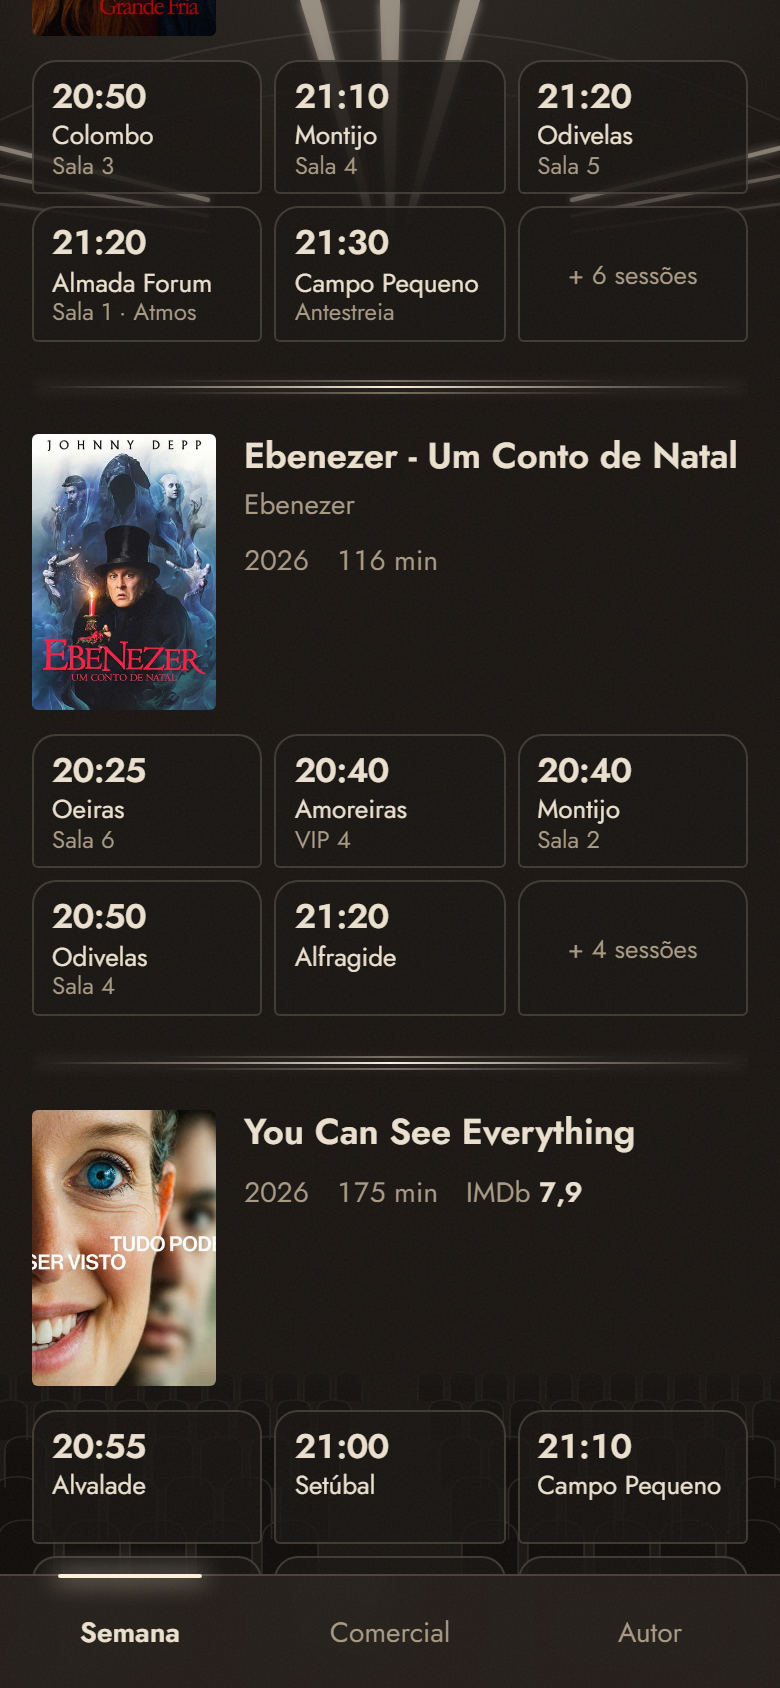 Grande Fria
20:50
Colombo
Sala 3
21:10
Montijo
Sala 4
21:20
Odivelas
Sala 5
21:20
Almada Forum
Sala 1 · Atmos
21:30
Campo Pequeno
Antestreia
+ 6 sessões
JOHNNY DEPP
EBENEZER
UM CONTO DE NATAL
Ebenezer - Um Conto de Natal
Ebenezer
2026 116 min
20:25
Oeiras
Sala 6
20:40
Amoreiras
VIP 4
20:40
Montijo
Sala 2
20:50
Odivelas
Sala 4
21:20
Alfragide
+ 4 sessões
TUDO PODE
SER VISTO
You Can See Everything
2026 175 min IMDb 7,9
20:55
Alvalade
21:00
Setúbal
21:10
Campo Pequeno
Semana
Comercial
Autor